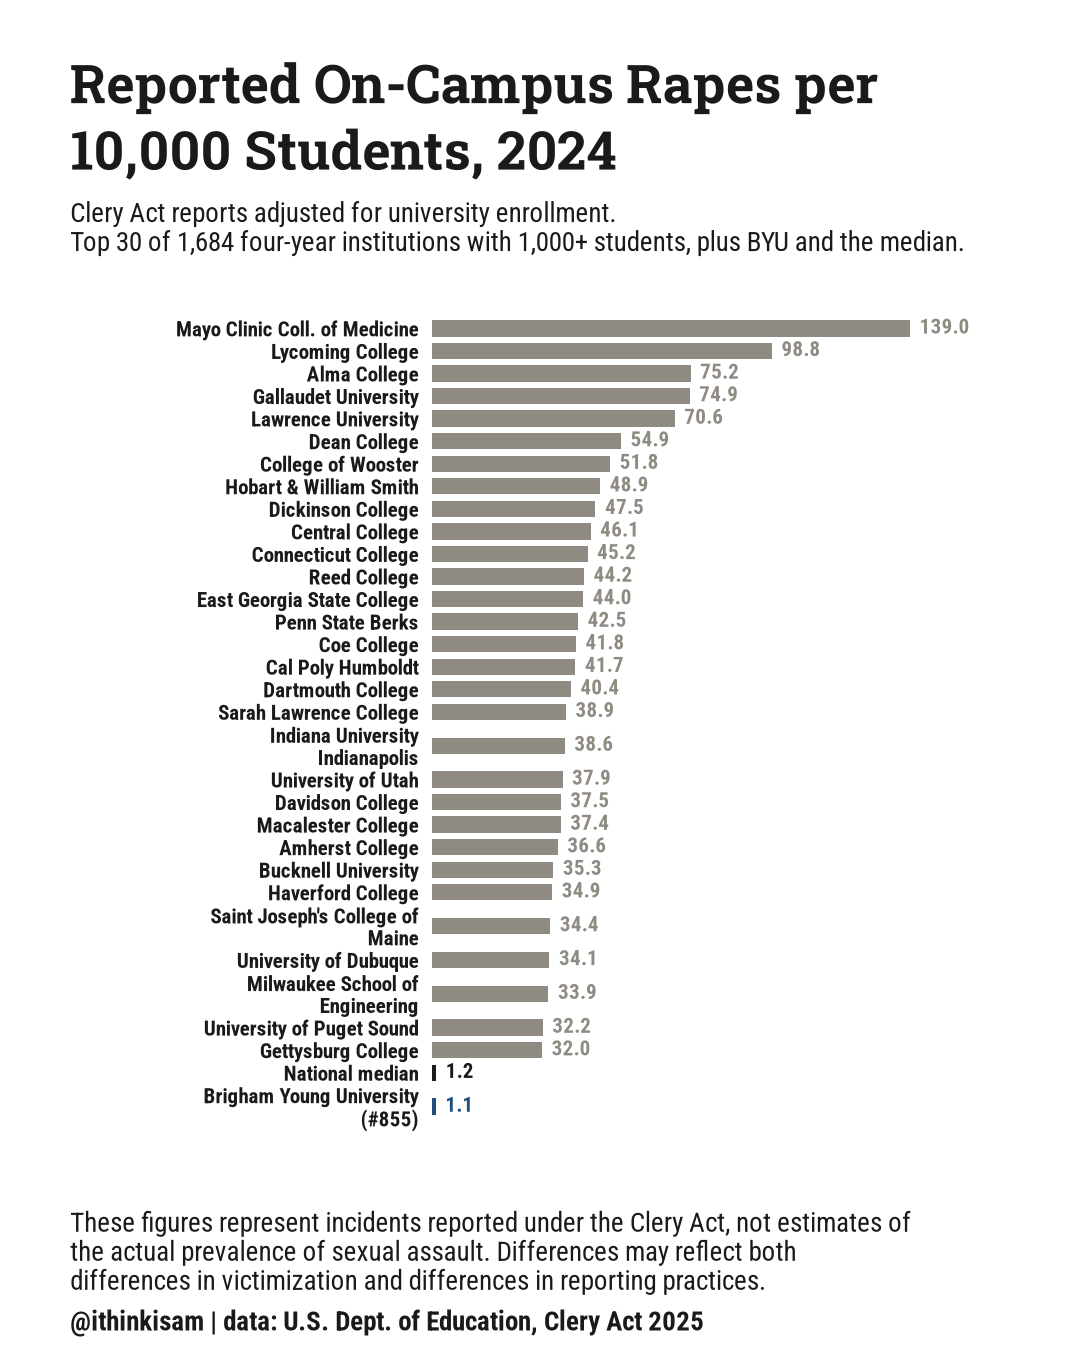 Reported On-Campus Rapes per
10,000 Students, 2024
Clery Act reports adjusted for university enrollment.
Top 30 of 1,684 four-year institutions with 1,000+ students, plus BYU and the median.
Mayo Clinic Coll. of Medicine 139.0
Lycoming College 98.8
Alma College 75.2
Gallaudet University 74.9
Lawrence University 70.6
Dean College 54.9
College of Wooster 51.8
Hobart & William Smith 48.9
Dickinson College 47.5
Central College 46.1
Connecticut College 45.2
Reed College 44.2
East Georgia State College 44.0
Penn State Berks 42.5
Coe College 41.8
Cal Poly Humboldt 41.7
Dartmouth College 40.4
Sarah Lawrence College 38.9
Indiana University
Indianapolis 38.6
University of Utah 37.9
Davidson College 37.5
Macalester College 37.4
Amherst College 36.6
Bucknell University 35.3
Haverford College 34.9
Saint Joseph's College of
Maine 34.4
University of Dubuque 34.1
Milwaukee School of
Engineering 33.9
University of Puget Sound 32.2
Gettysburg College 32.0
National median 1.2
Brigham Young University
(#855) 1.1
These figures represent incidents reported under the Clery Act, not estimates of
the actual prevalence of sexual assault. Differences may reflect both
differences in victimization and differences in reporting practices.
@ithinkisam | data: U.S. Dept. of Education, Clery Act 2025